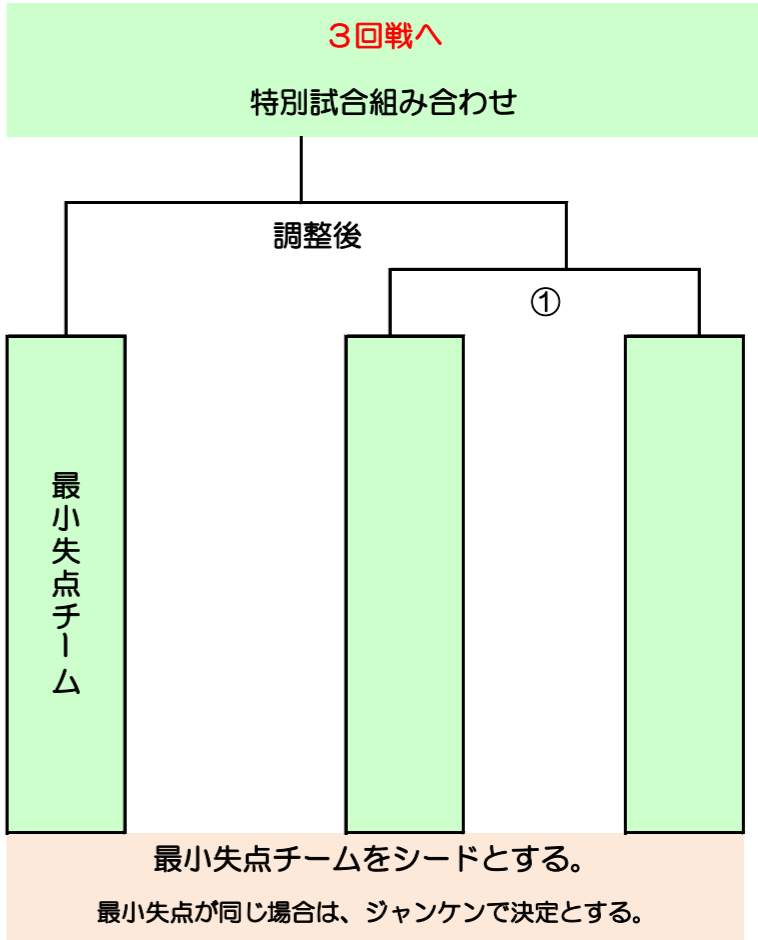 ３回戦へ
特別試合組み合わせ
調整後
①
最小失点チーム
最小失点チームをシードとする。
最小失点が同じ場合は、ジャンケンで決定とする。